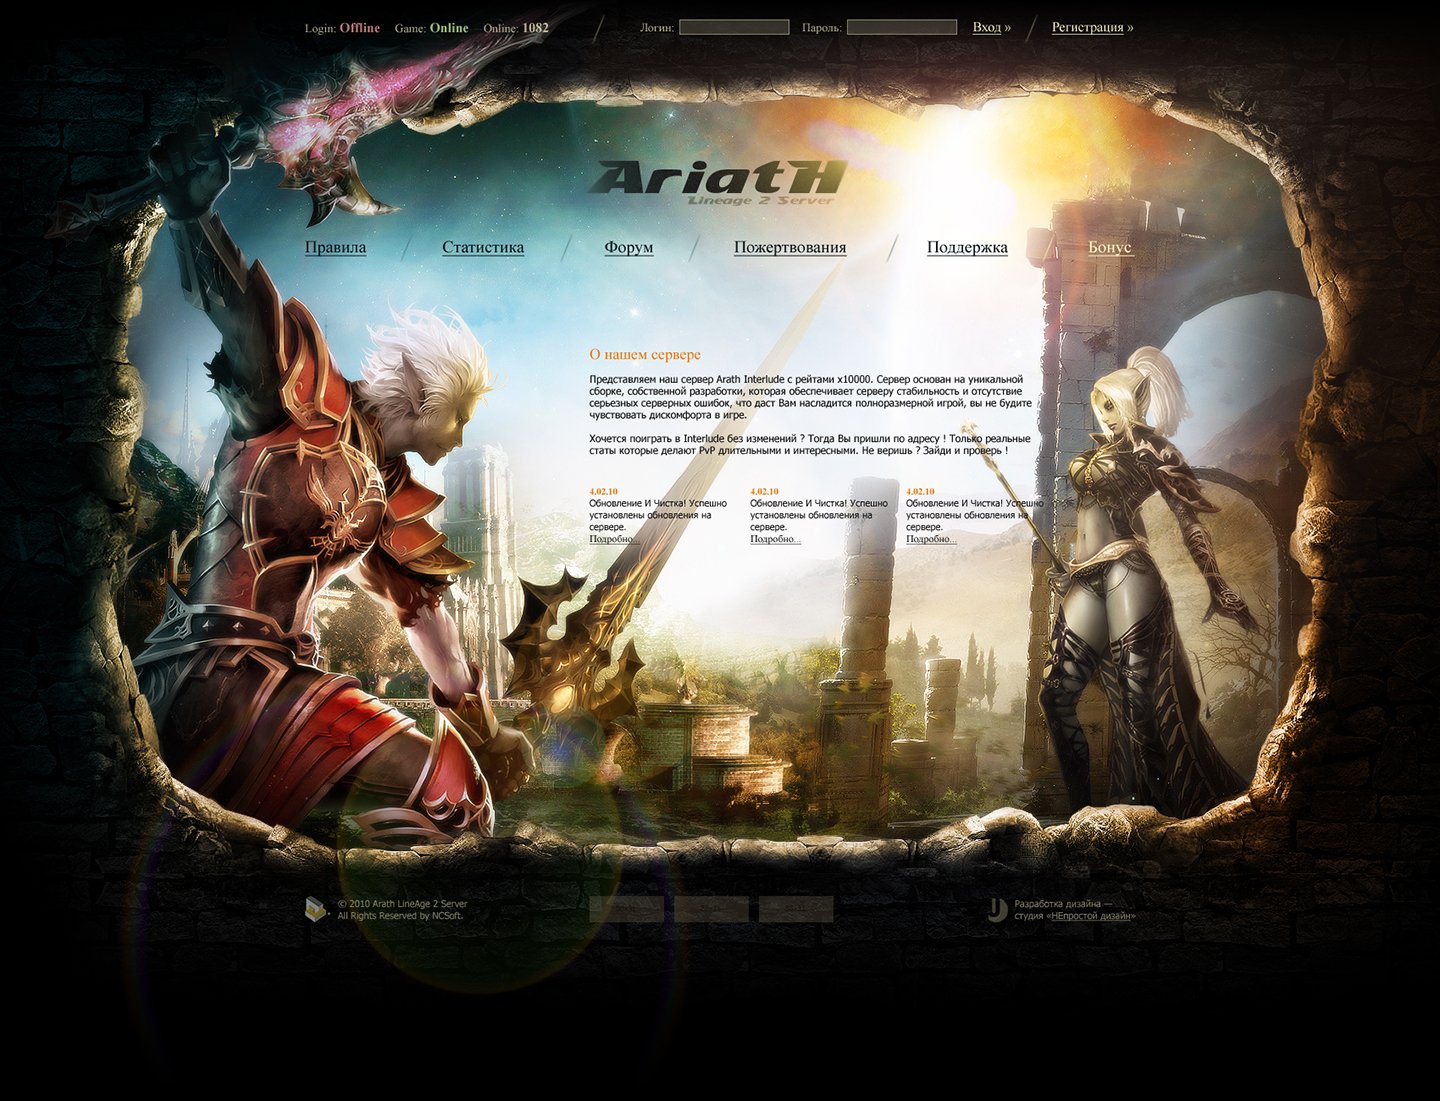 Login: Offline Game: Online Online: 1082 Логин: Пароль: Вход » Регистрация »
AriatH
Lineage 2 Server
Правила Статистика Форум Пожертвования Поддержка Бонус
О нашем сервере
Представляем наш сервер Arath Interlude с рейтами x10000. Сервер основан на уникальной
сборке, собственной разработки, которая обеспечивает серверу стабильность и отсутствие
серьезных серверных ошибок, что даст Вам насладится полноразмерной игрой, вы не будите
чувствовать дискомфорта в игре.
Хочется поиграть в Interlude без изменений ? Тогда Вы пришли по адресу ! Только реальные
статы которые делают PvP длительными и интересными. Не веришь ? Зайди и проверь !
4.02.10
Обновление И Чистка! Успешно
установлены обновления на
сервере.
Подробно...
4.02.10
Обновление И Чистка! Успешно
установлены обновления на
сервере.
Подробно...
4.02.10
Обновление И Чистка! Успешно
установлены обновления на
сервере.
Подробно...
© 2010 Arath LineAge 2 Server
All Rights Reserved by NCSoft.
Разработка дизайна —
студия «НЕпростой дизайн»